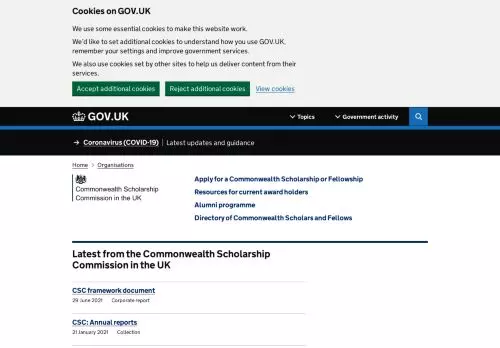 Cookies on GOV.UK
We use some essential cookies to make this website work.
We'd like to set additional cookies to understand how you use GOV.UK,
remember your settings and improve government services.
We also use cookies set by other sites to help us deliver content from their
services.
Accept additional cookies
Reject additional cookies
View cookies
GOV.UK
Topics
Government activity
→ Coronavirus (COVID-19) | Latest updates and guidance
Home > Organisations
Commonwealth Scholarship
Commission in the UK
Apply for a Commonwealth Scholarship or Fellowship
Resources for current award holders
Alumni programme
Directory of Commonwealth Scholars and Fellows
Latest from the Commonwealth Scholarship
Commission in the UK
CSC framework document
29 June 2021 Corporate report
CSC: Annual reports
21 January 2021 Collection